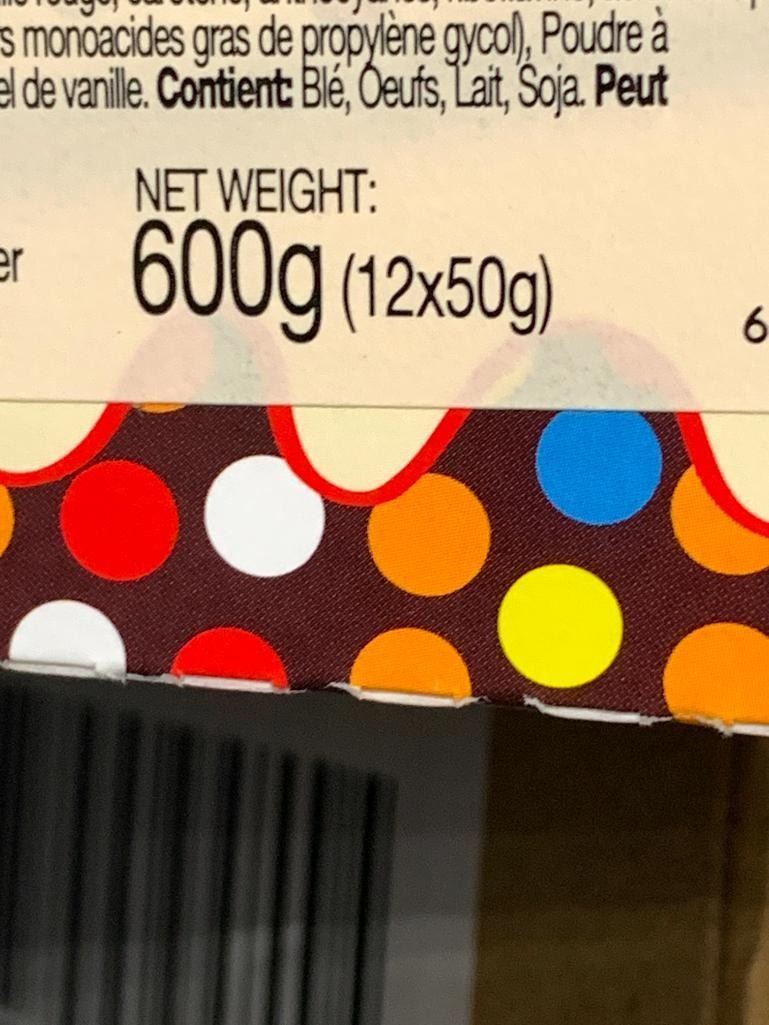 s monoacides gras de propylène gycol), Poudre à
el de vanille. Contient: Blé, Oeufs, Lait, Soja. Peut
NET WEIGHT:
er
600g (12x50g)
6